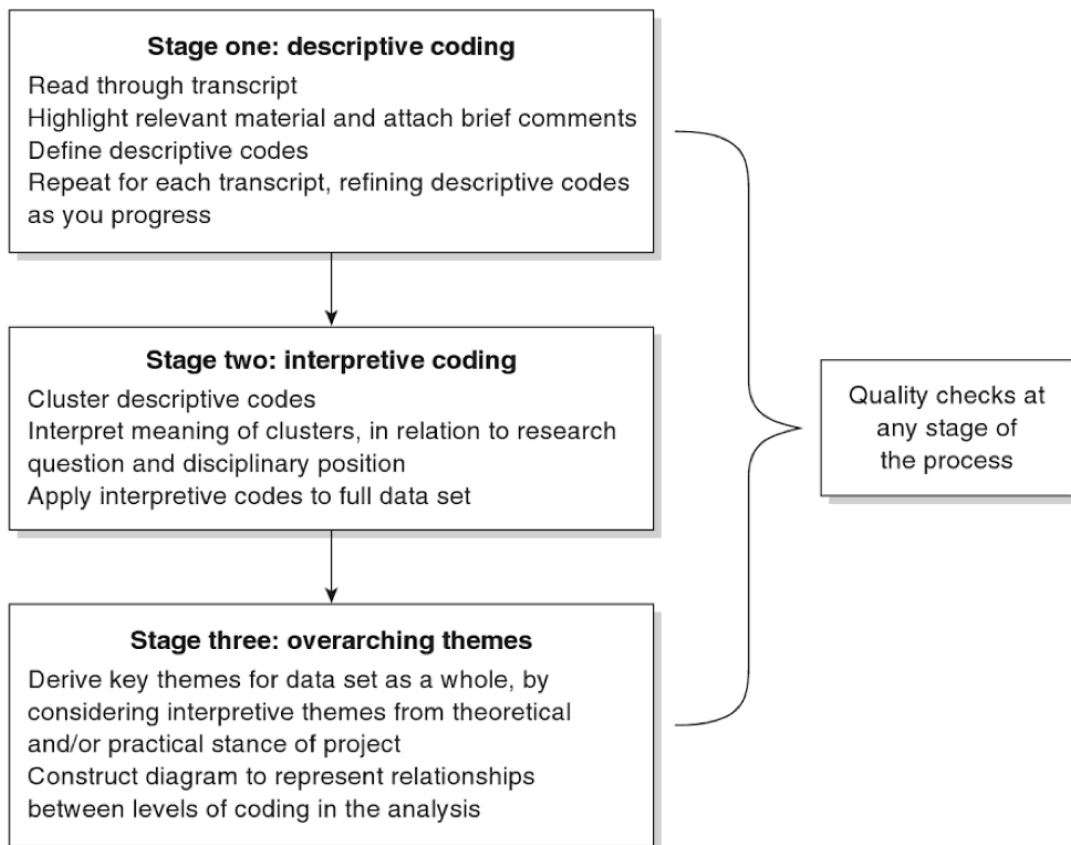 Stage one: descriptive coding
Read through transcript
Highlight relevant material and attach brief comments
Define descriptive codes
Repeat for each transcript, refining descriptive codes
as you progress
Stage two: interpretive coding
Cluster descriptive codes
Interpret meaning of clusters, in relation to research
question and disciplinary position
Apply interpretive codes to full data set
Stage three: overarching themes
Derive key themes for data set as a whole, by
considering interpretive themes from theoretical
and/or practical stance of project
Construct diagram to represent relationships
between levels of coding in the analysis
Quality checks at
any stage of
the process